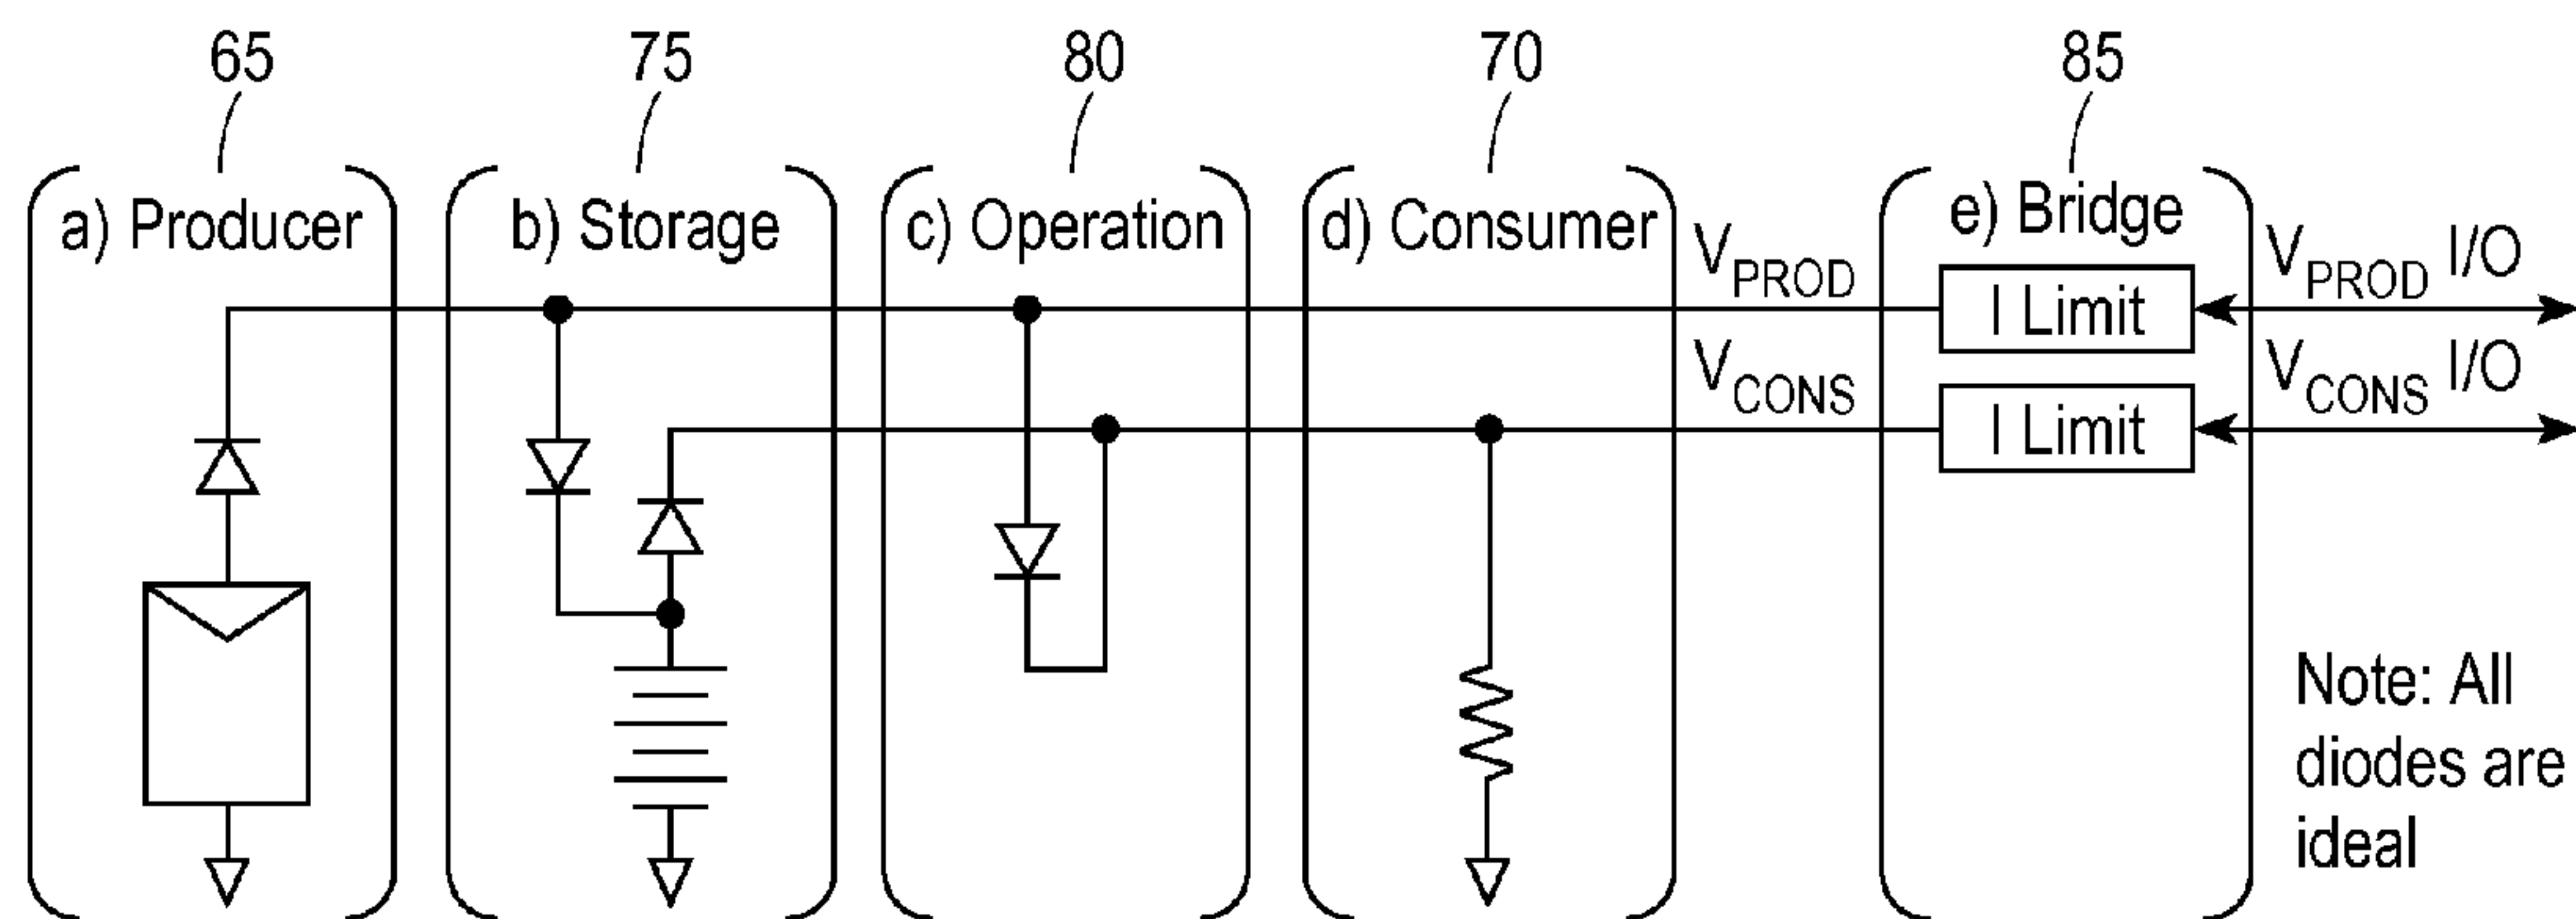 65
75
80
70
85
a) Producer
b) Storage
c) Operation
d) Consumer
e) Bridge
VPROD
I Limit
VPROD I/O
VCONS
I Limit
VCONS I/O
Note: All
diodes are
ideal